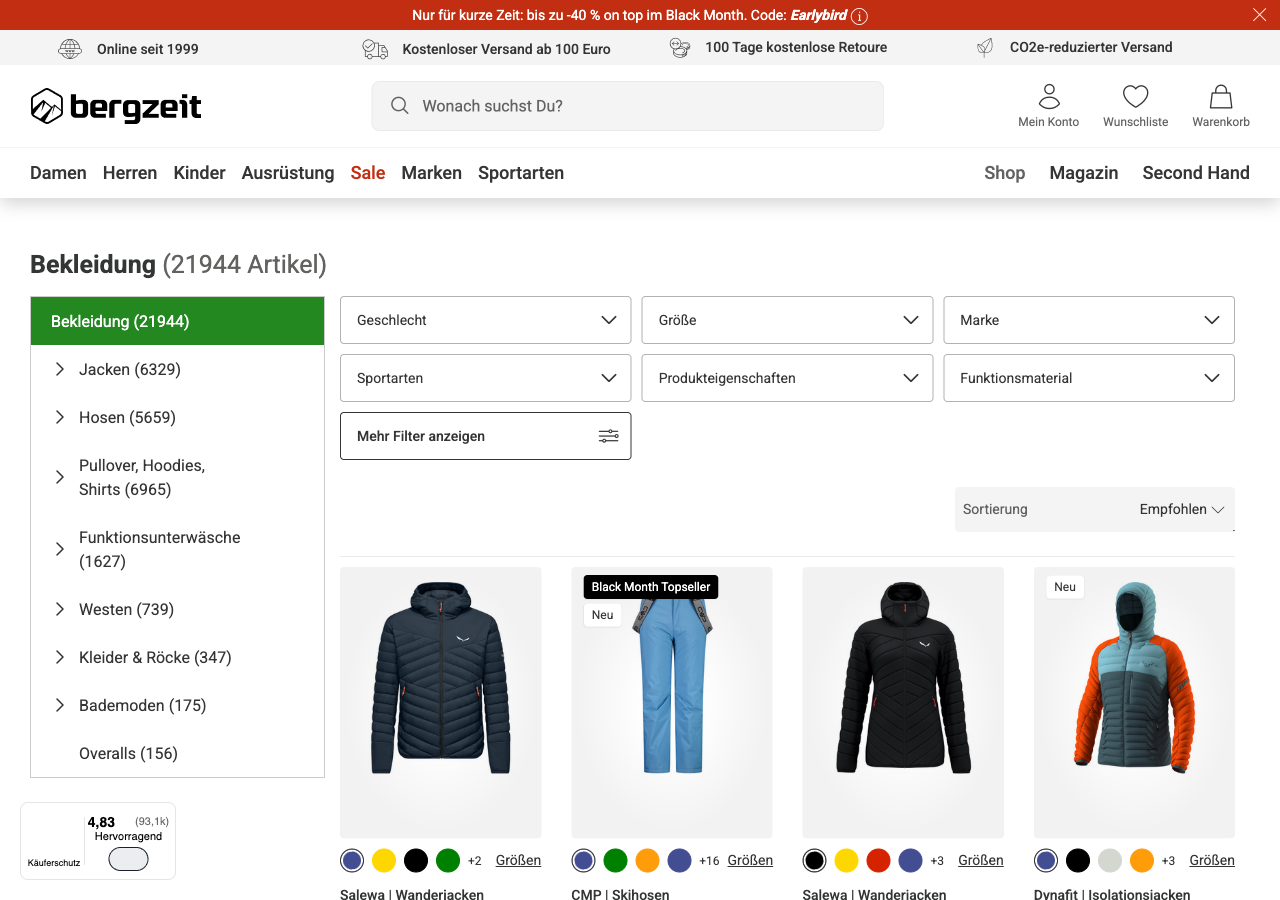 Nur für kurze Zeit: bis zu -40 % on top im Black Month. Code: Earlybird
Online seit 1999
Kostenloser Versand ab 100 Euro
100 Tage kostenlose Retoure
CO2e-reduzierter Versand
bergzeit
Wonach suchst Du?
Mein Konto
Wunschliste
Warenkorb
Damen Herren Kinder Ausrüstung Sale Marken Sportarten
Shop Magazin Second Hand
Bekleidung (21944 Artikel)
Bekleidung (21944)
Jacken (6329)
Hosen (5659)
Pullover, Hoodies,
Shirts (6965)
Funktionsunterwäsche
(1627)
Westen (739)
Kleider & Röcke (347)
Bademoden (175)
Overalls (156)
Geschlecht
Größe
Marke
Sportarten
Produkteigenschaften
Funktionsmaterial
Mehr Filter anzeigen
Sortierung
Empfohlen
Black Month Topseller
Neu
Neu
+2 Größen
+16 Größen
+3 Größen
+3 Größen
Salewa | Wanderjacken
CMP | Skihosen
Salewa | Wanderjacken
Dynafit | Isolationsjacken
4,83 (93,1k)
Hervorragend
Käuferschutz